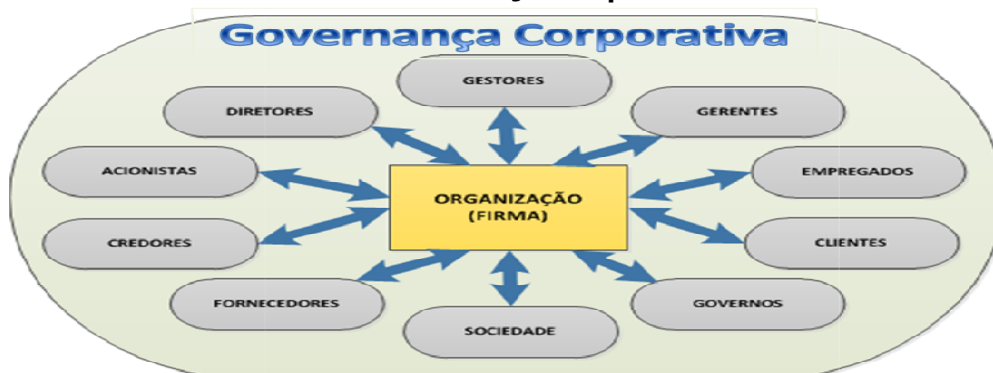 Governança Corporativa
GESTORES
DIRETORES
GERENTES
ACIONISTAS
EMPREGADOS
ORGANIZAÇÃO
(FIRMA)
CREDORES
CLIENTES
FORNECEDORES
GOVERNOS
SOCIEDADE